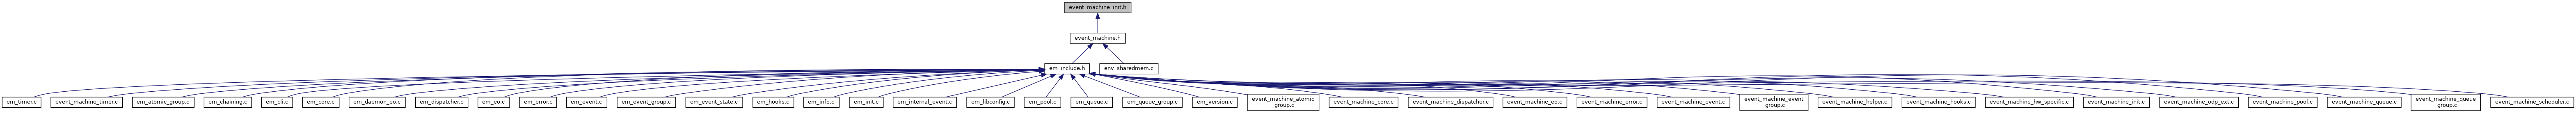 event_machine_init.h
event_machine.h
em_include.h
env_sharedmem.c
em_timer.c
event_machine_timer.c
em_atomic_group.c
em_chaining.c
em_cli.c
em_core.c
em_daemon_eo.c
em_dispatcher.c
em_eo.c
em_error.c
em_event.c
em_event_group.c
em_event_state.c
em_hooks.c
em_info.c
em_init.c
em_internal_event.c
em_libconfig.c
em_pool.c
em_queue.c
em_queue_group.c
em_version.c
event_machine_atomic
_group.c
event_machine_core.c
event_machine_dispatcher.c
event_machine_eo.c
event_machine_error.c
event_machine_event.c
event_machine_event
_group.c
event_machine_helper.c
event_machine_hooks.c
event_machine_hw_specific.c
event_machine_init.c
event_machine_odp_ext.c
event_machine_pool.c
event_machine_queue.c
event_machine_queue
_group.c
event_machine_scheduler.c